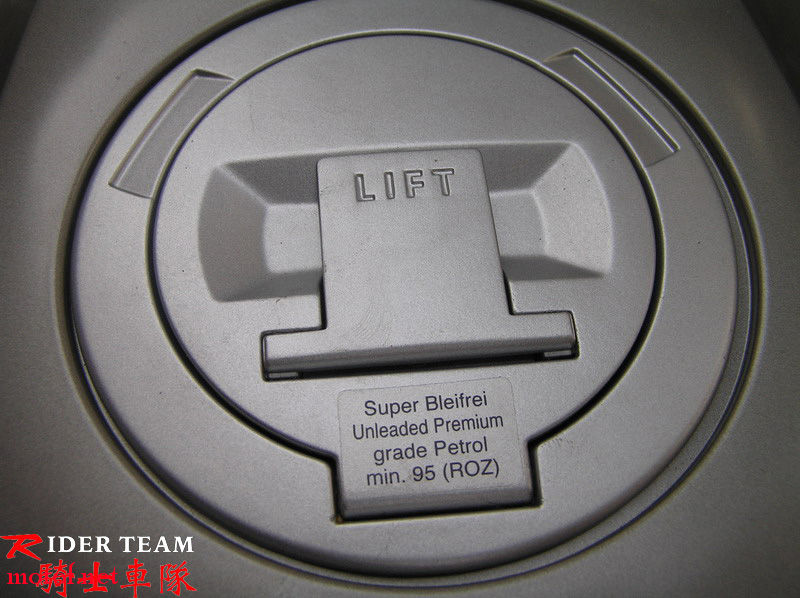 LIFT
Super Bleifrei
Unleaded Premium
grade Petrol
min. 95 (ROZ)
RIDER TEAM
騎士車隊